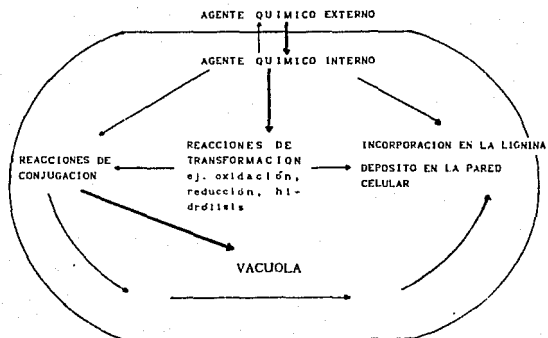 AGENTE QUIMICO EXTERNO
AGENTE QUIMICO INTERNO
REACCIONES DE
CONJUGACION
REACCIONES DE
TRANSFORMACION
ej. oxidación,
reducción, hi-
drólisis
INCORPORACION EN LA LIGNINA
DEPOSITO EN LA PARED
CELULAR
VACUOLA